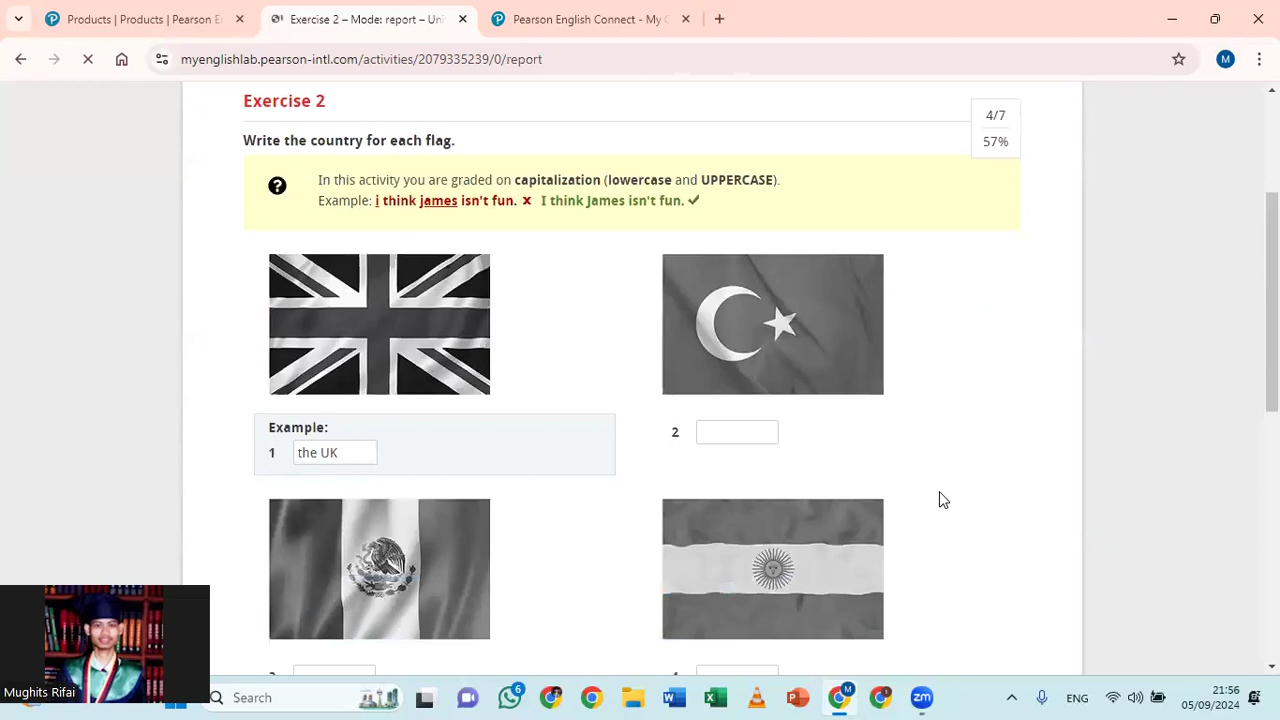 Products | Products | Pearson E
Exercise 2 – Mode: report – Uni
Pearson English Connect - My C
myenglishlab.pearson-intl.com/activities/2079335239/0/report
M
Exercise 2
4/7
57%
Write the country for each flag.
In this activity you are graded on capitalization (lowercase and UPPERCASE).
Example: i think james isn't fun. ✗ I think James isn't fun. ✓
Example:
1 the UK
2
Mughits Rifai
Search
6
M
zm
ENG
21:56
05/09/2024